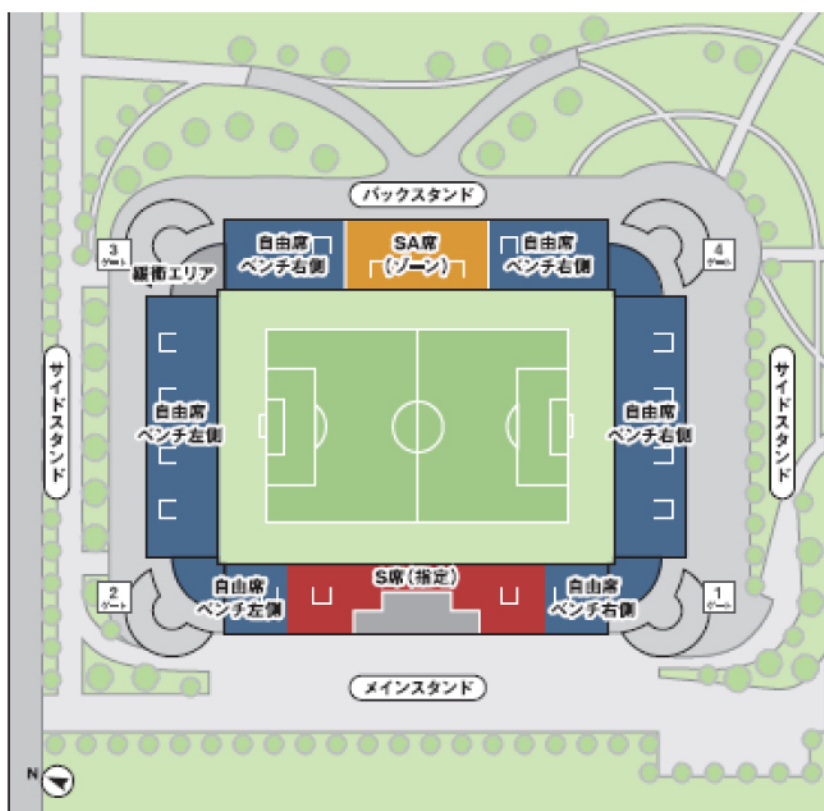 バックスタンド
3
ゲート
4
ゲート
自由席
ベンチ右側
SA席
(ゾーン)
自由席
ベンチ右側
緩衝エリア
サイドスタンド
サイドスタンド
自由席
ベンチ左側
自由席
ベンチ右側
S席(指定)
2
ゲート
1
ゲート
自由席
ベンチ左側
自由席
ベンチ右側
メインスタンド
N